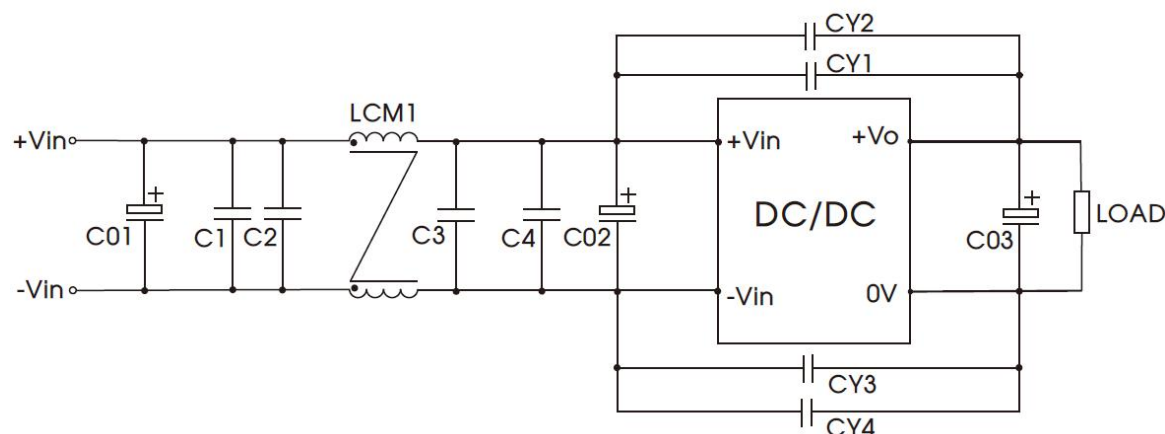 CY2
CY1
LCM1
+Vin
+Vin
+Vo
+
+
+
DC/DC
LOAD
C01
C1
C2
C3
C4
C02
C03
-Vin
-Vin
0V
CY3
CY4